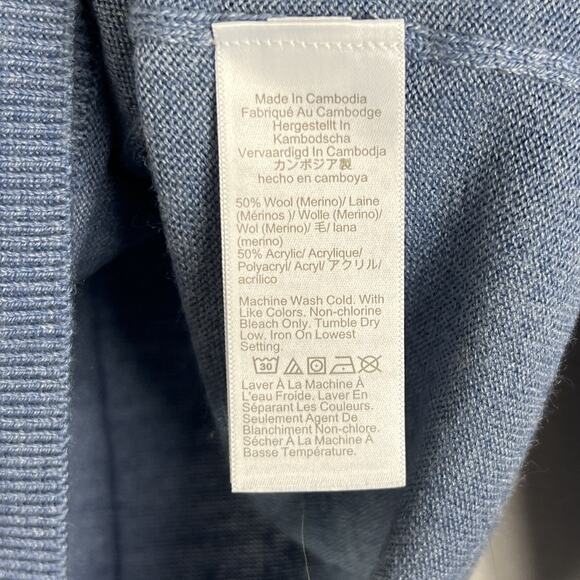 Made In Cambodia
Fabriqué Au Cambodge
Hergestellt In
Kambodscha
Vervaardigd In Cambodja
カンボジア製
hecho en camboya
50% Wool (Merino)/ Laine
(Mérinos )/ Wolle (Merino)/
Wol (Merino)/ 毛/ lana
(merino)
50% Acrylic/ Acrylique/
Polyacryl/ Acryl/ アクリル/
acrílico
Machine Wash Cold. With
Like Colors. Non-chlorine
Bleach Only. Tumble Dry
Low. Iron On Lowest
Setting.
30
Laver À La Machine À
L'eau Froide. Laver En
Séparant Les Couleurs.
Seulement Agent De
Blanchiment Non-chlore.
Sécher À La Machine À
Basse Température.